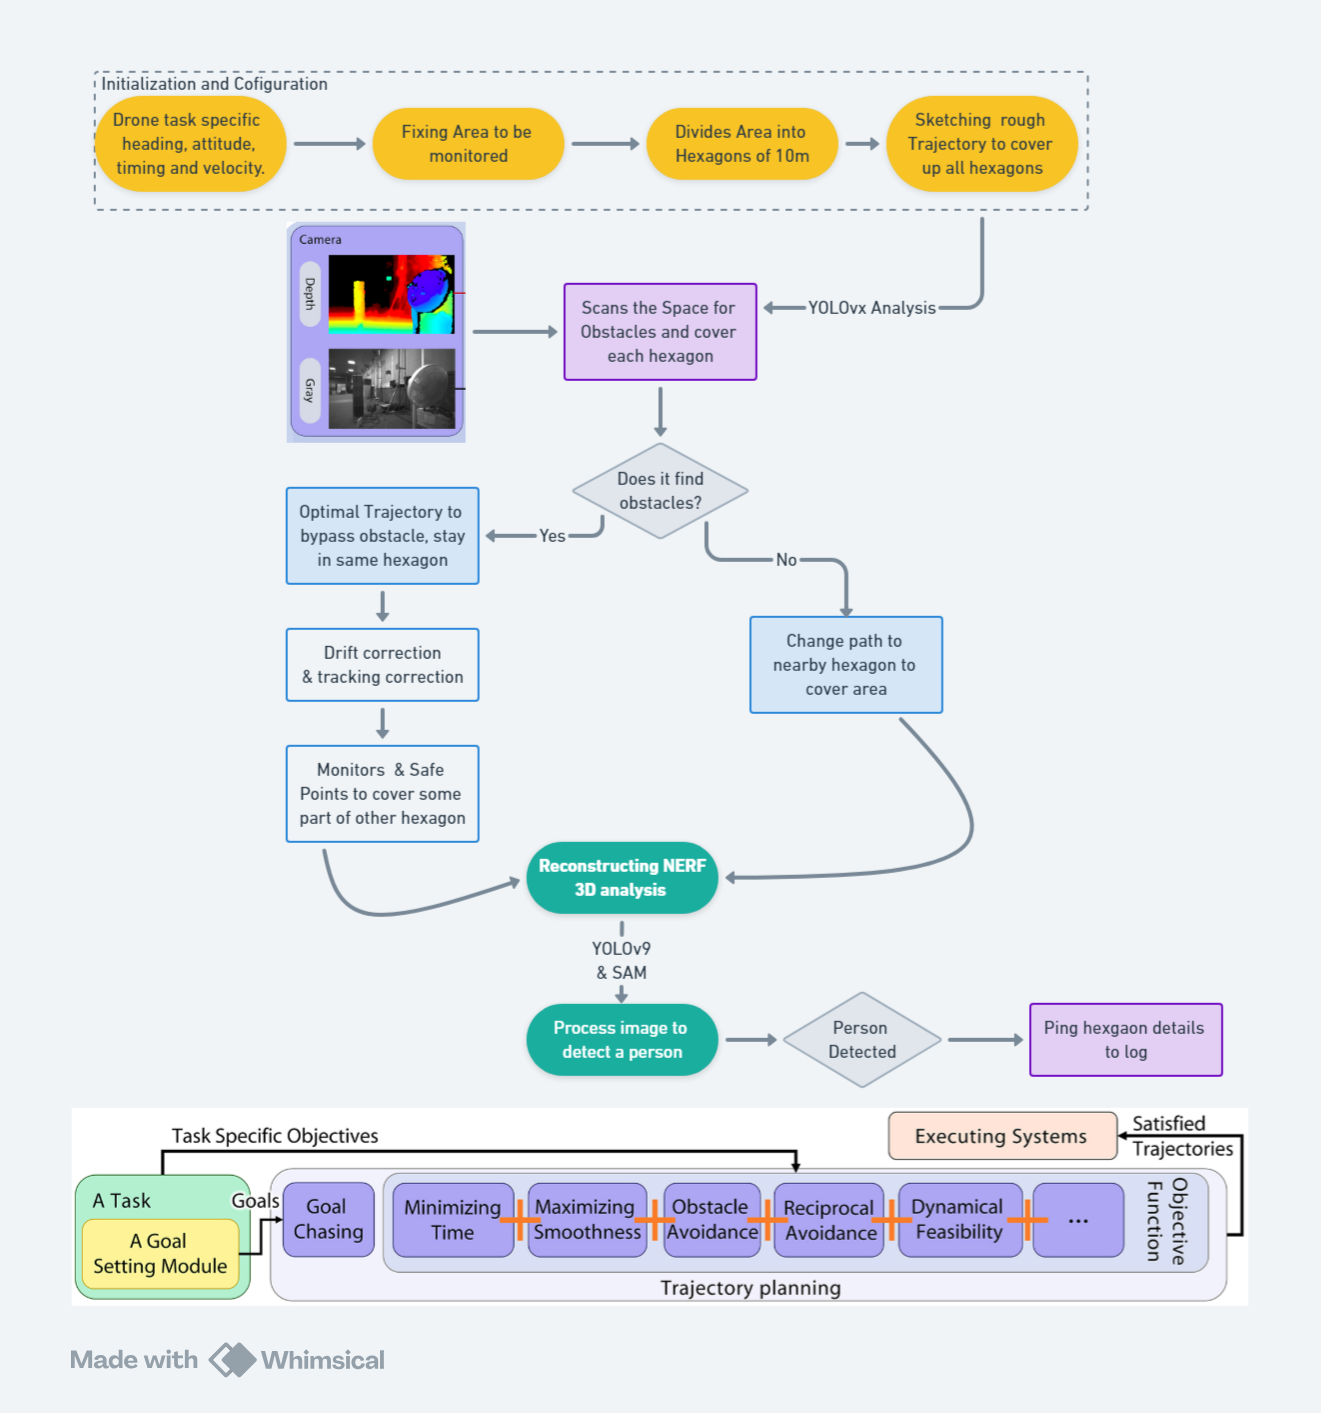 Initialization and Cofiguration
Drone task specific
heading, attitude,
timing and velocity.
Fixing Area to be
monitored
Divides Area into
Hexagons of 10m
Sketching rough
Trajectory to cover
up all hexagons
Camera
Depth
Gray
Scans the Space for
Obstacles and cover
each hexagon
YOLOvx Analysis
Does it find
obstacles?
Yes
No
Optimal Trajectory to
bypass obstacle, stay
in same hexagon
Drift correction
& tracking correction
Monitors & Safe
Points to cover some
part of other hexagon
Change path to
nearby hexagon to
cover area
Reconstructing NERF
3D analysis
YOLOv9
& SAM
Process image to
detect a person
Person
Detected
Ping hexgaon details
to log
Task Specific Objectives
Executing Systems
Satisfied
Trajectories
A Task
A Goal
Setting Module
Goals
Goal
Chasing
Minimizing
Time
Maximizing
Smoothness
Obstacle
Avoidance
Reciprocal
Avoidance
Dynamical
Feasibility
...
Objective
Function
Trajectory planning
Made with Whimsical